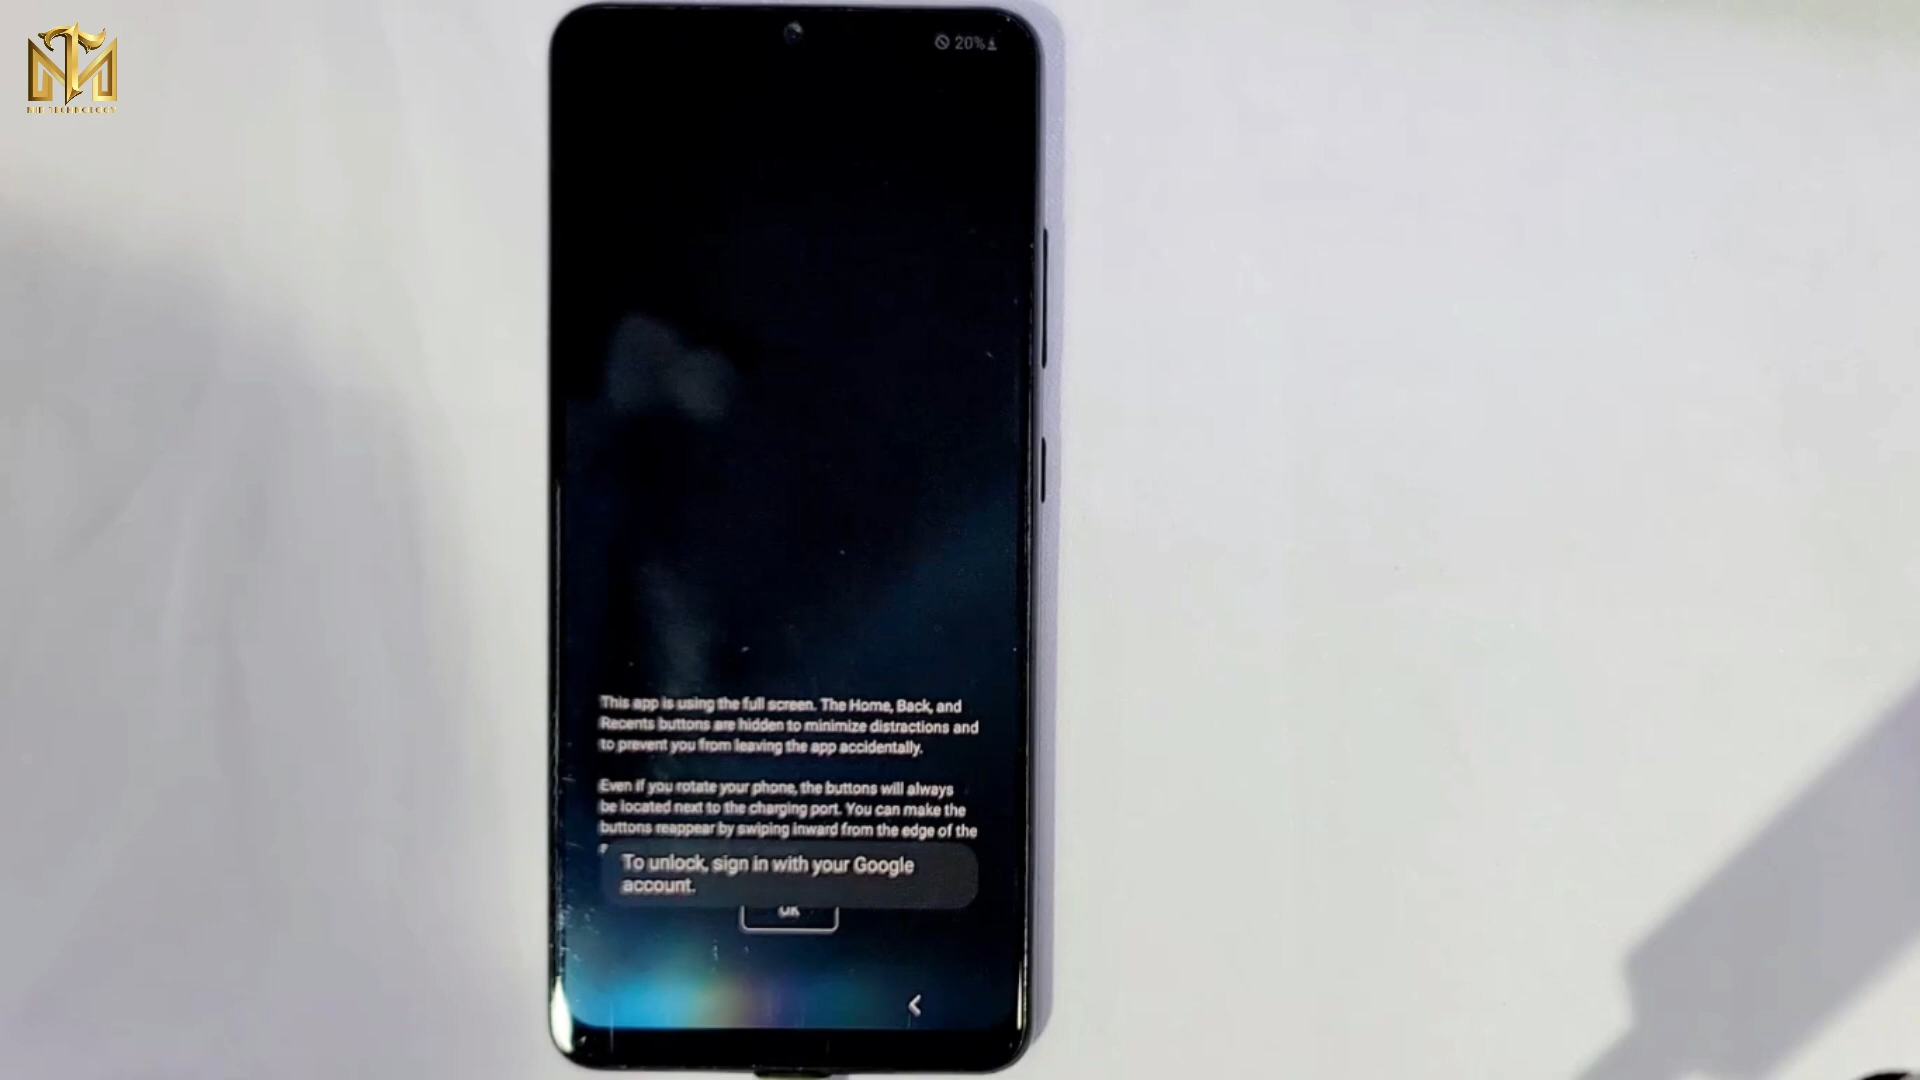 20%
This app is using the full screen. The Home, Back, and
Recents buttons are hidden to minimize distractions and
to prevent you from leaving the app accidentally.
Even if you rotate your phone, the buttons will always
be located next to the charging port. You can make the
buttons reappear by swiping inward from the edge of the
To unlock, sign in with your Google
account.
OK